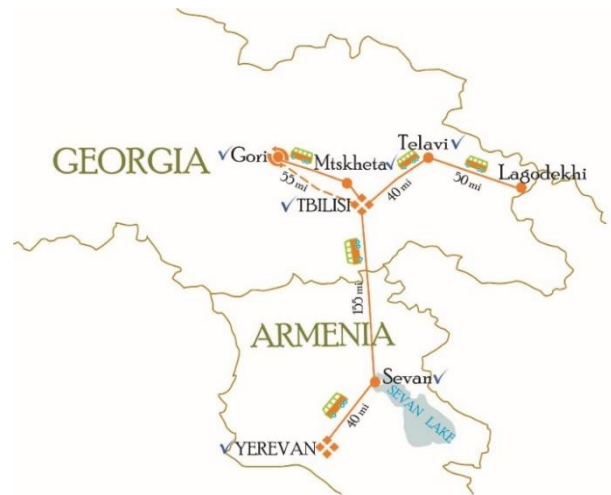 GEORGIA
Gori
Mtskheta
Telavi
Lagodekhi
55 mi
40 mi
50 mi
TBILISI
155 mi
ARMENIA
Sevan
SEVAN LAKE
40 mi
YEREVAN